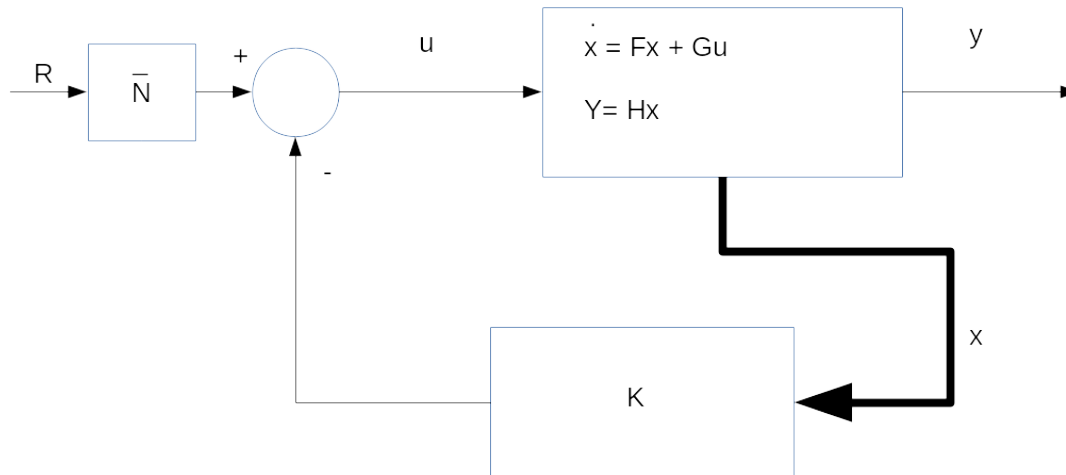 R
N̄
+
-
u
ẋ = Fx + Gu
Y= Hx
y
x
K